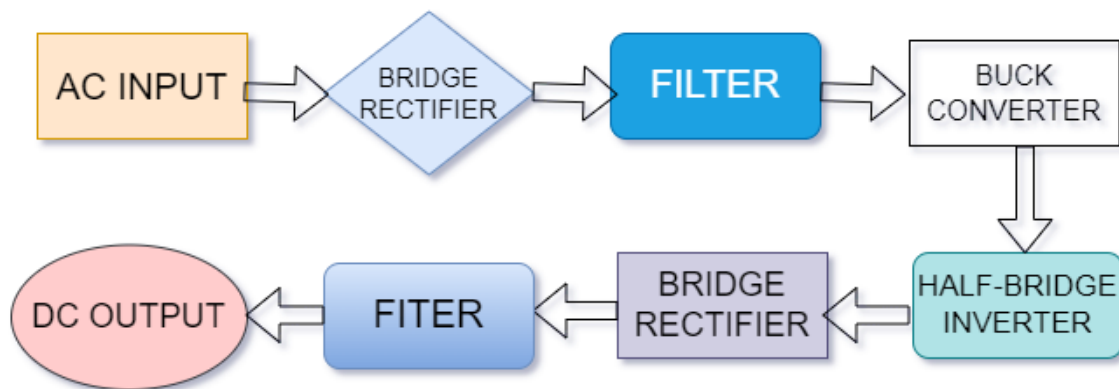 AC INPUT
BRIDGE
RECTIFIER
FILTER
BUCK
CONVERTER
HALF-BRIDGE
INVERTER
BRIDGE
RECTIFIER
FITER
DC OUTPUT